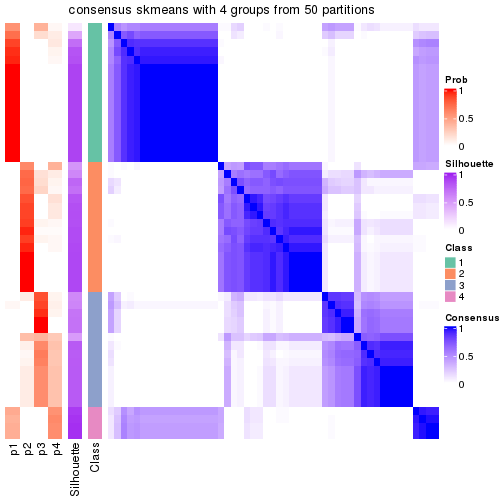 consensus skmeans with 4 groups from 50 partitions
Prob
1
0.5
0
Silhouette
1
0.5
0
Class
1
2
3
4
Consensus
1
0.5
0
p1
p2
p3
p4
Silhouette
Class